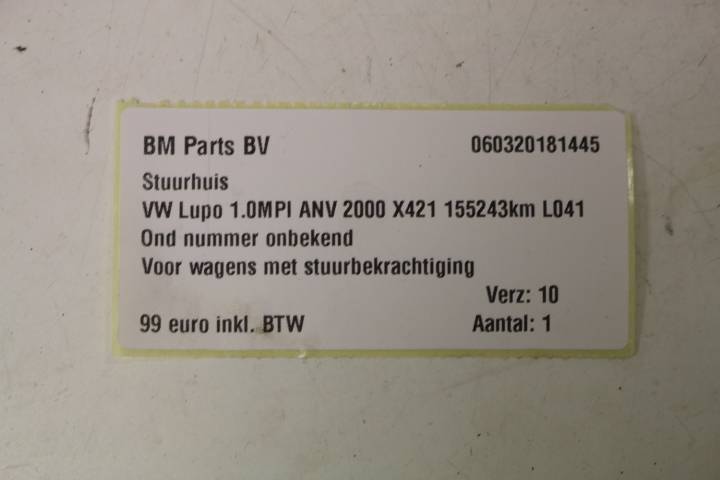 BM Parts BV 060320181445
Stuurhuis
VW Lupo 1.0MPI ANV 2000 X421 155243km L041
Ond nummer onbekend
Voor wagens met stuurbekrachtiging
Verz: 10
99 euro inkl. BTW Aantal: 1